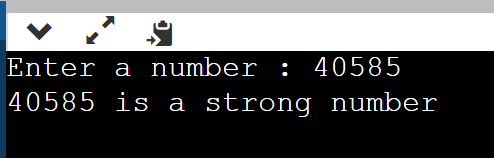 Enter a number : 40585
40585 is a strong number